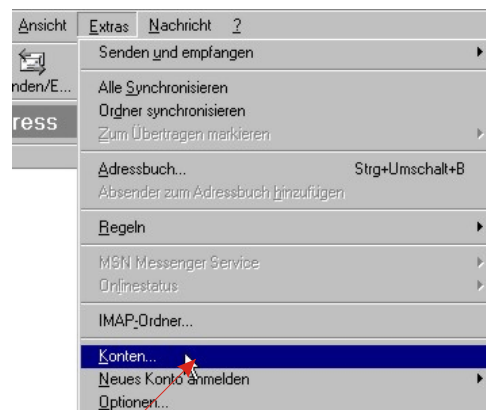 Ansicht Extras Nachricht ?
nden/E...
ress
Senden und empfangen
Alle Synchronisieren
Ordner synchronisieren
Zum Übertragen markieren
Adressbuch... Strg+Umschalt+B
Absender zum Adressbuch hinzufügen
Regeln
MSN Messenger Service
Onlinestatus
IMAP-Ordner...
Konten...
Neues Konto anmelden
Optionen...